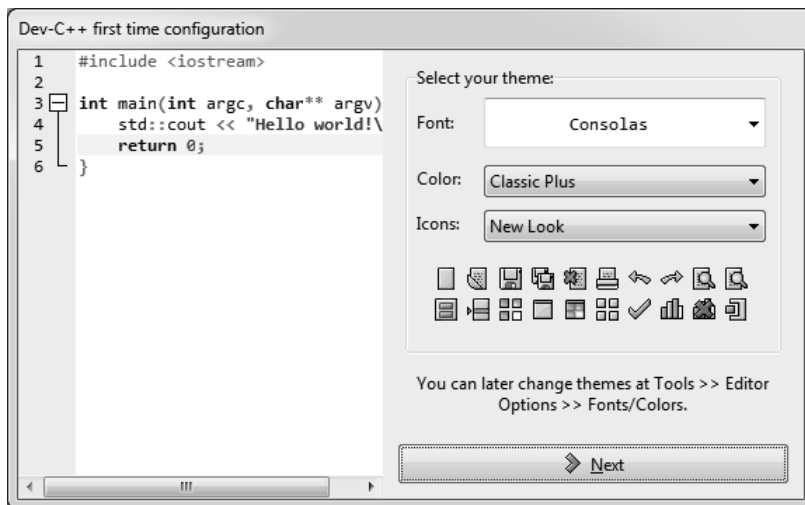 Dev-C++ first time configuration
1 #include <iostream>
2
3 int main(int argc, char** argv)
4 std::cout << "Hello world!\
5 return 0;
6 }
Select your theme:
Font: Consolas
Color: Classic Plus
Icons: New Look
You can later change themes at Tools >> Editor
Options >> Fonts/Colors.
Next